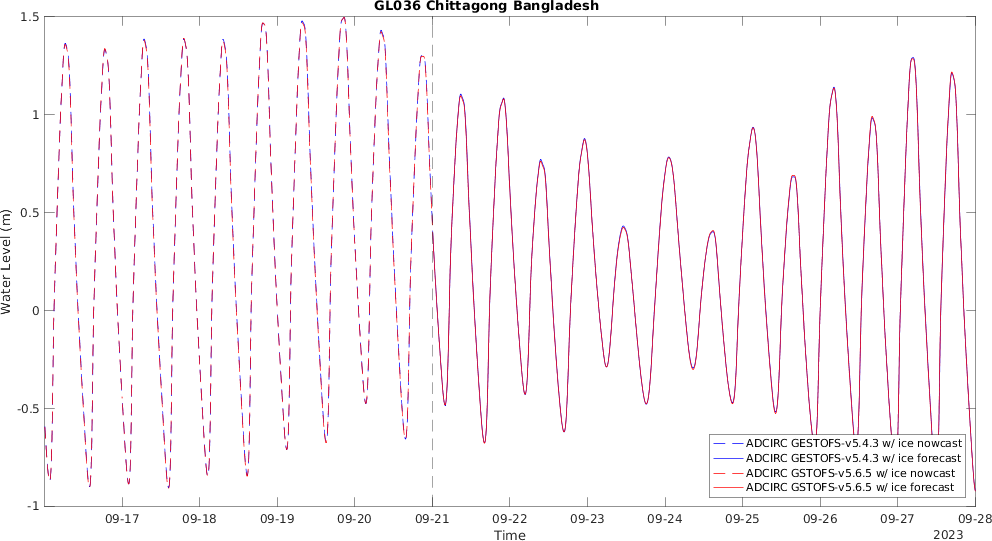 GL036 Chittagong Bangladesh
Water Level (m)
1.5
1
0.5
0
-0.5
-1
ADCIRC GESTOFS-v5.4.3 w/ ice nowcast
ADCIRC GESTOFS-v5.4.3 w/ ice forecast
ADCIRC GSTOFS-v5.6.5 w/ ice nowcast
ADCIRC GSTOFS-v5.6.5 w/ ice forecast
09-17 09-18 09-19 09-20 09-21 09-22 09-23 09-24 09-25 09-26 09-27 09-28
Time
2023